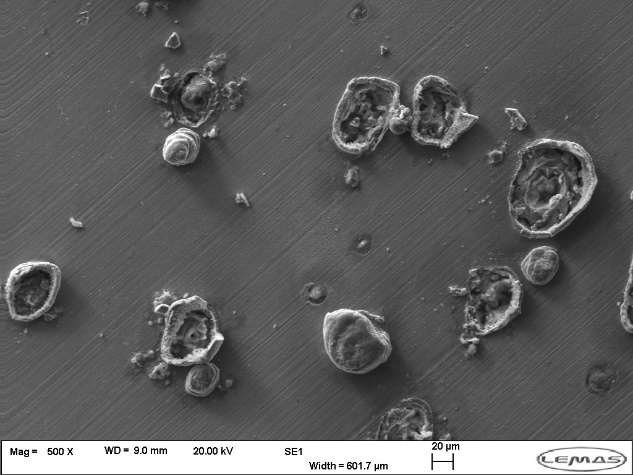 Mag = 500 X WD = 9.0 mm 20.00 kV SE1 20 µm
Width = 601.7 µm
LEMAS